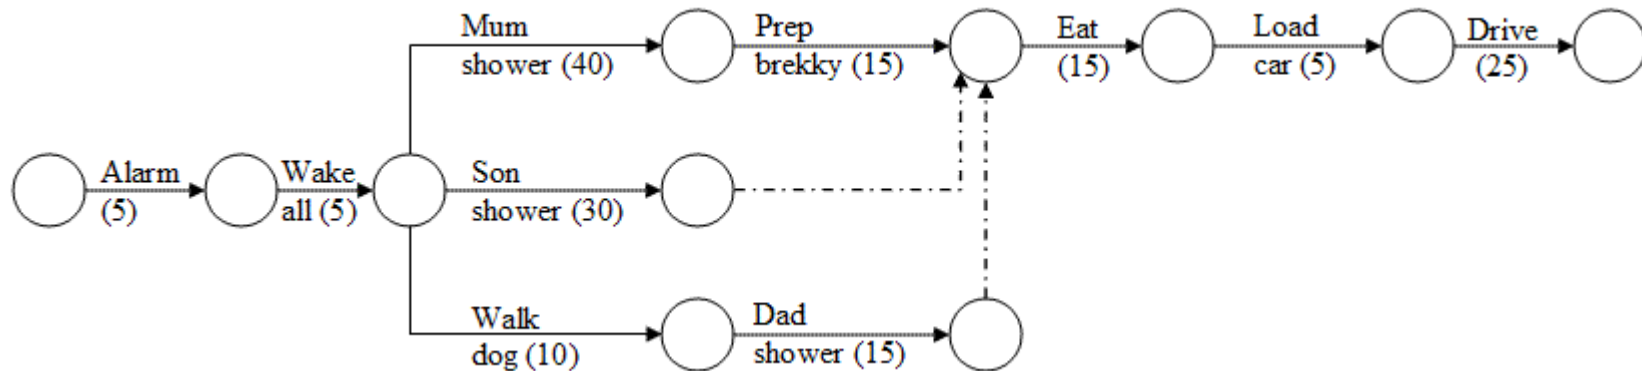 Mum
shower (40)
Prep
brekky (15)
Eat
(15)
Load
car (5)
Drive
(25)
Alarm
(5)
Wake
all (5)
Son
shower (30)
Walk
dog (10)
Dad
shower (15)